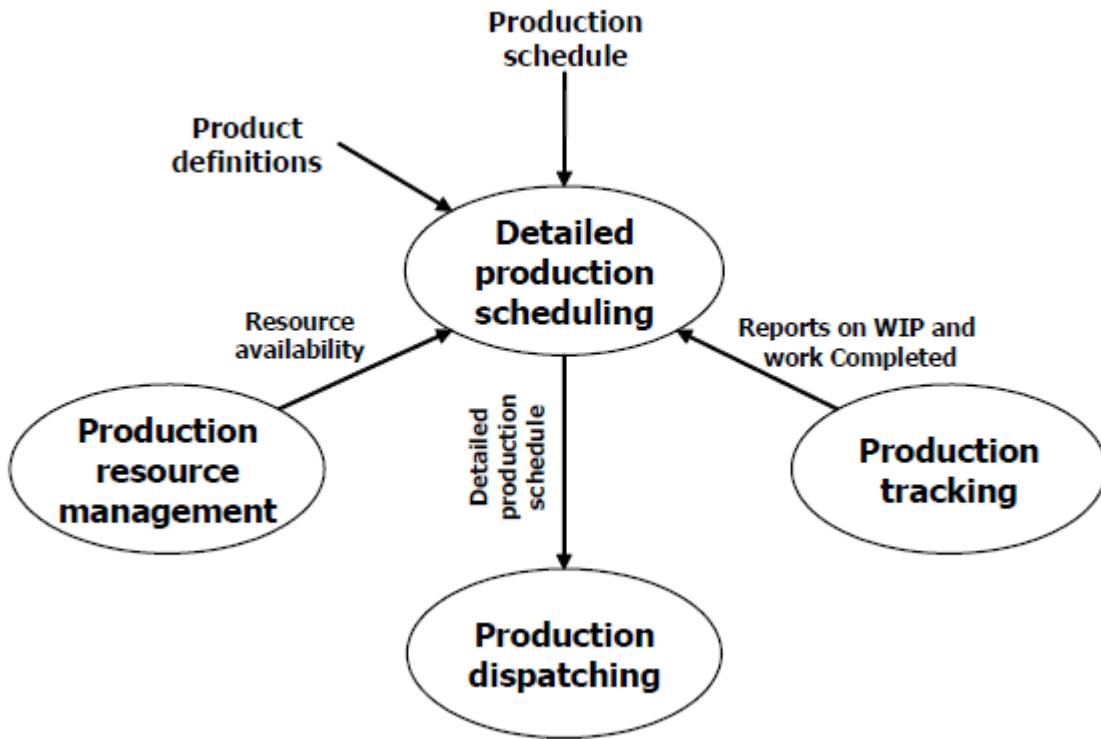 Production
schedule
Product
definitions
Detailed
production
scheduling
Resource
availability
Reports on WIP and
work Completed
Detailed
production
schedule
Production
resource
management
Production
tracking
Production
dispatching